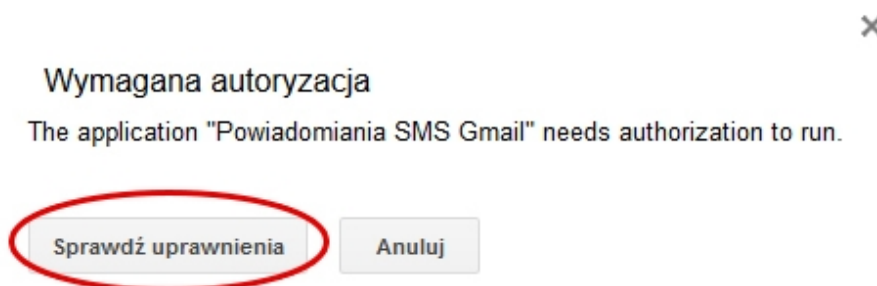 Wymagana autoryzacja
The application "Powiadomiania SMS Gmail" needs authorization to run.
Sprawdź uprawnienia
Anuluj